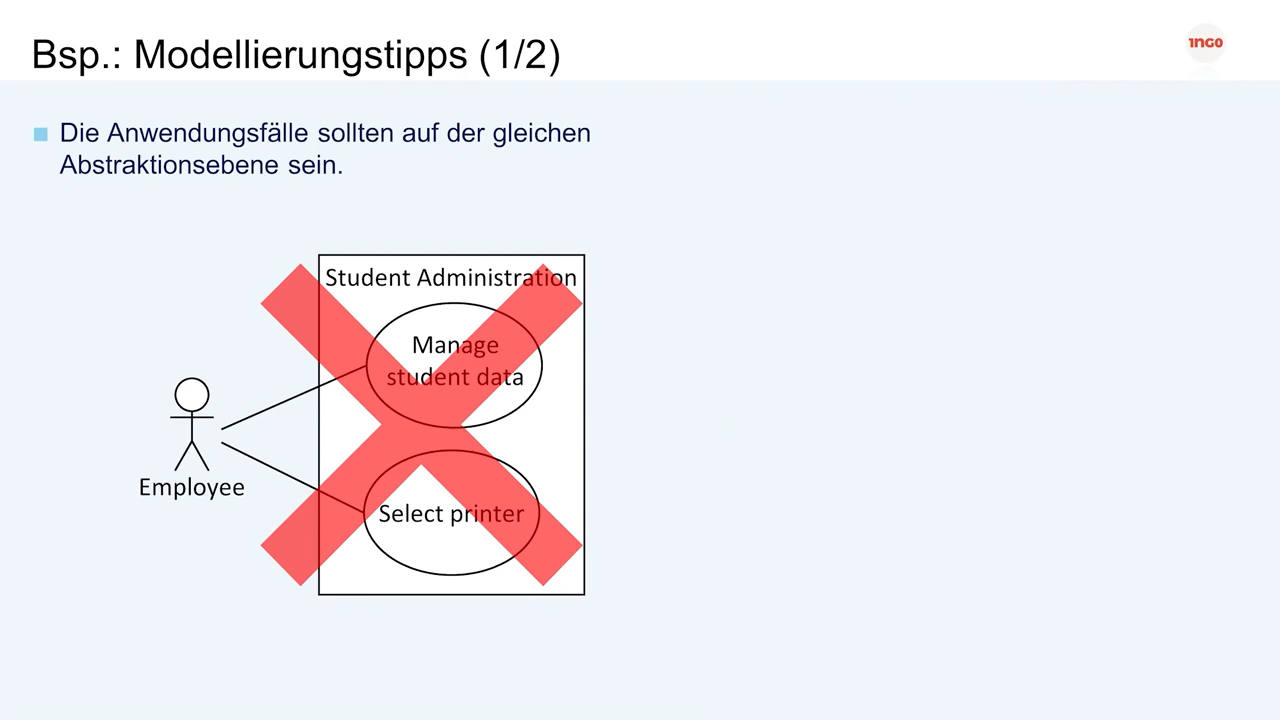 Bsp.: Modellierungstipps (1/2)
1NG0
Die Anwendungsfälle sollten auf der gleichen
Abstraktionsebene sein.
Student Administration
Manage
student data
Employee
Select printer